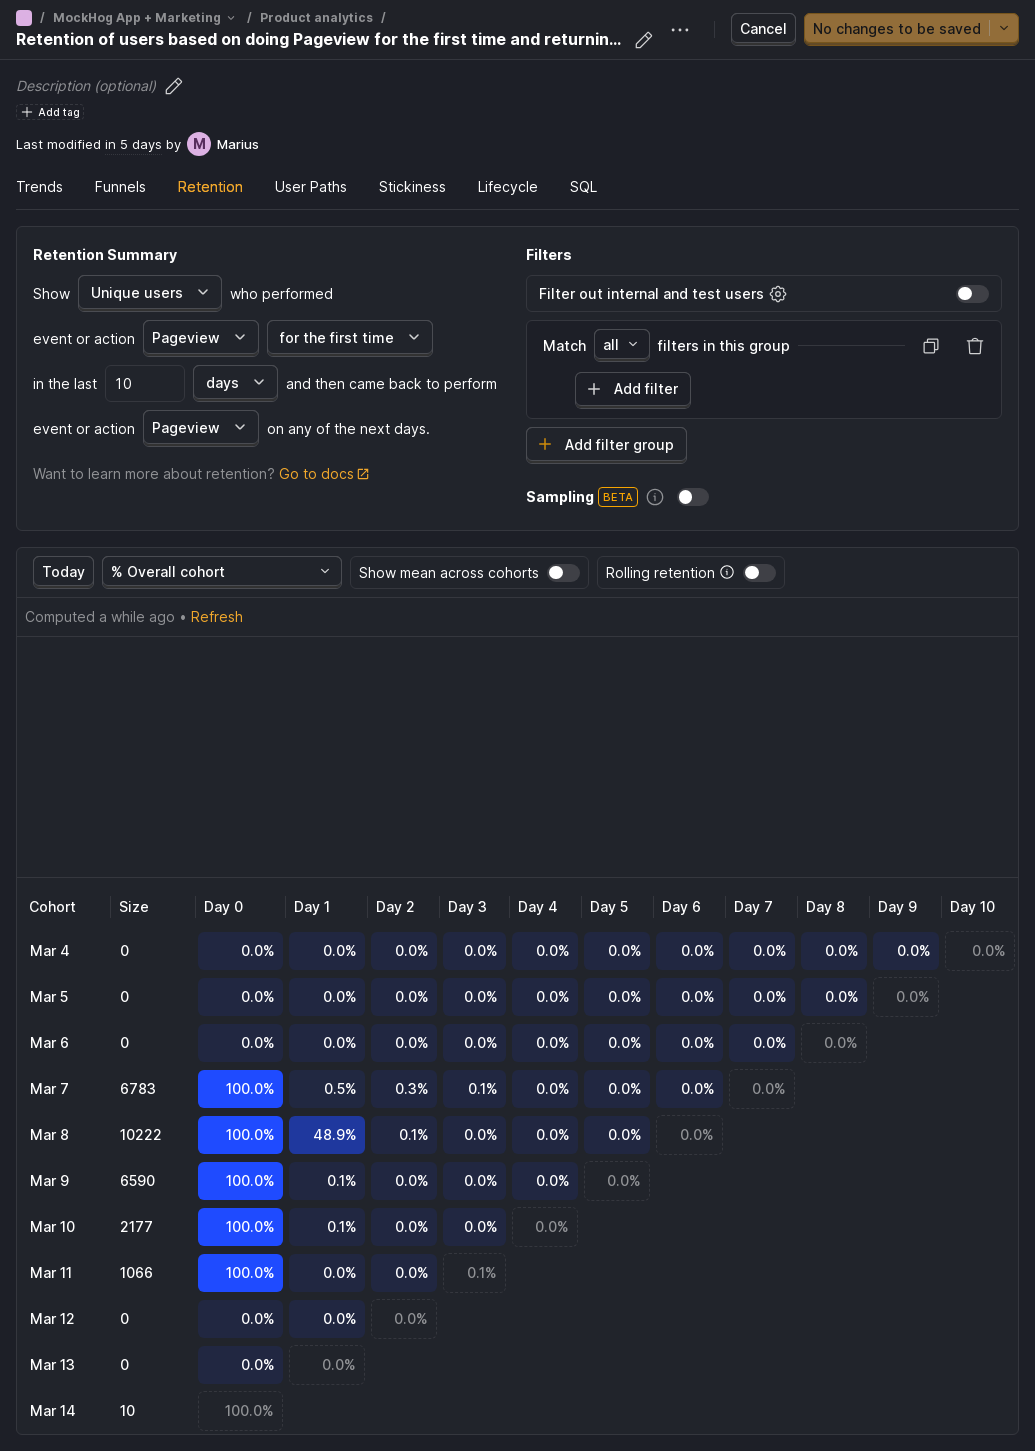 / MockHog App + Marketing / Product analytics /
Retention of users based on doing Pageview for the first time and returnin...
Cancel
No changes to be saved
Description (optional)
Add tag
Last modified in 5 days by M Marius
Trends Funnels Retention User Paths Stickiness Lifecycle SQL
Retention Summary
Show Unique users who performed
event or action Pageview for the first time
in the last 10 days and then came back to perform
event or action Pageview on any of the next days.
Want to learn more about retention? Go to docs
Filters
Filter out internal and test users
Match all filters in this group
Add filter
Add filter group
Sampling BETA
Today % Overall cohort Show mean across cohorts Rolling retention
Computed a while ago • Refresh
Cohort Size Day 0 Day 1 Day 2 Day 3 Day 4 Day 5 Day 6 Day 7 Day 8 Day 9 Day 10
Mar 4 0 0.0% 0.0% 0.0% 0.0% 0.0% 0.0% 0.0% 0.0% 0.0% 0.0% 0.0%
Mar 5 0 0.0% 0.0% 0.0% 0.0% 0.0% 0.0% 0.0% 0.0% 0.0% 0.0%
Mar 6 0 0.0% 0.0% 0.0% 0.0% 0.0% 0.0% 0.0% 0.0% 0.0%
Mar 7 6783 100.0% 0.5% 0.3% 0.1% 0.0% 0.0% 0.0% 0.0%
Mar 8 10222 100.0% 48.9% 0.1% 0.0% 0.0% 0.0% 0.0%
Mar 9 6590 100.0% 0.1% 0.0% 0.0% 0.0% 0.0%
Mar 10 2177 100.0% 0.1% 0.0% 0.0% 0.0%
Mar 11 1066 100.0% 0.0% 0.0% 0.1%
Mar 12 0 0.0% 0.0% 0.0%
Mar 13 0 0.0% 0.0%
Mar 14 10 100.0%